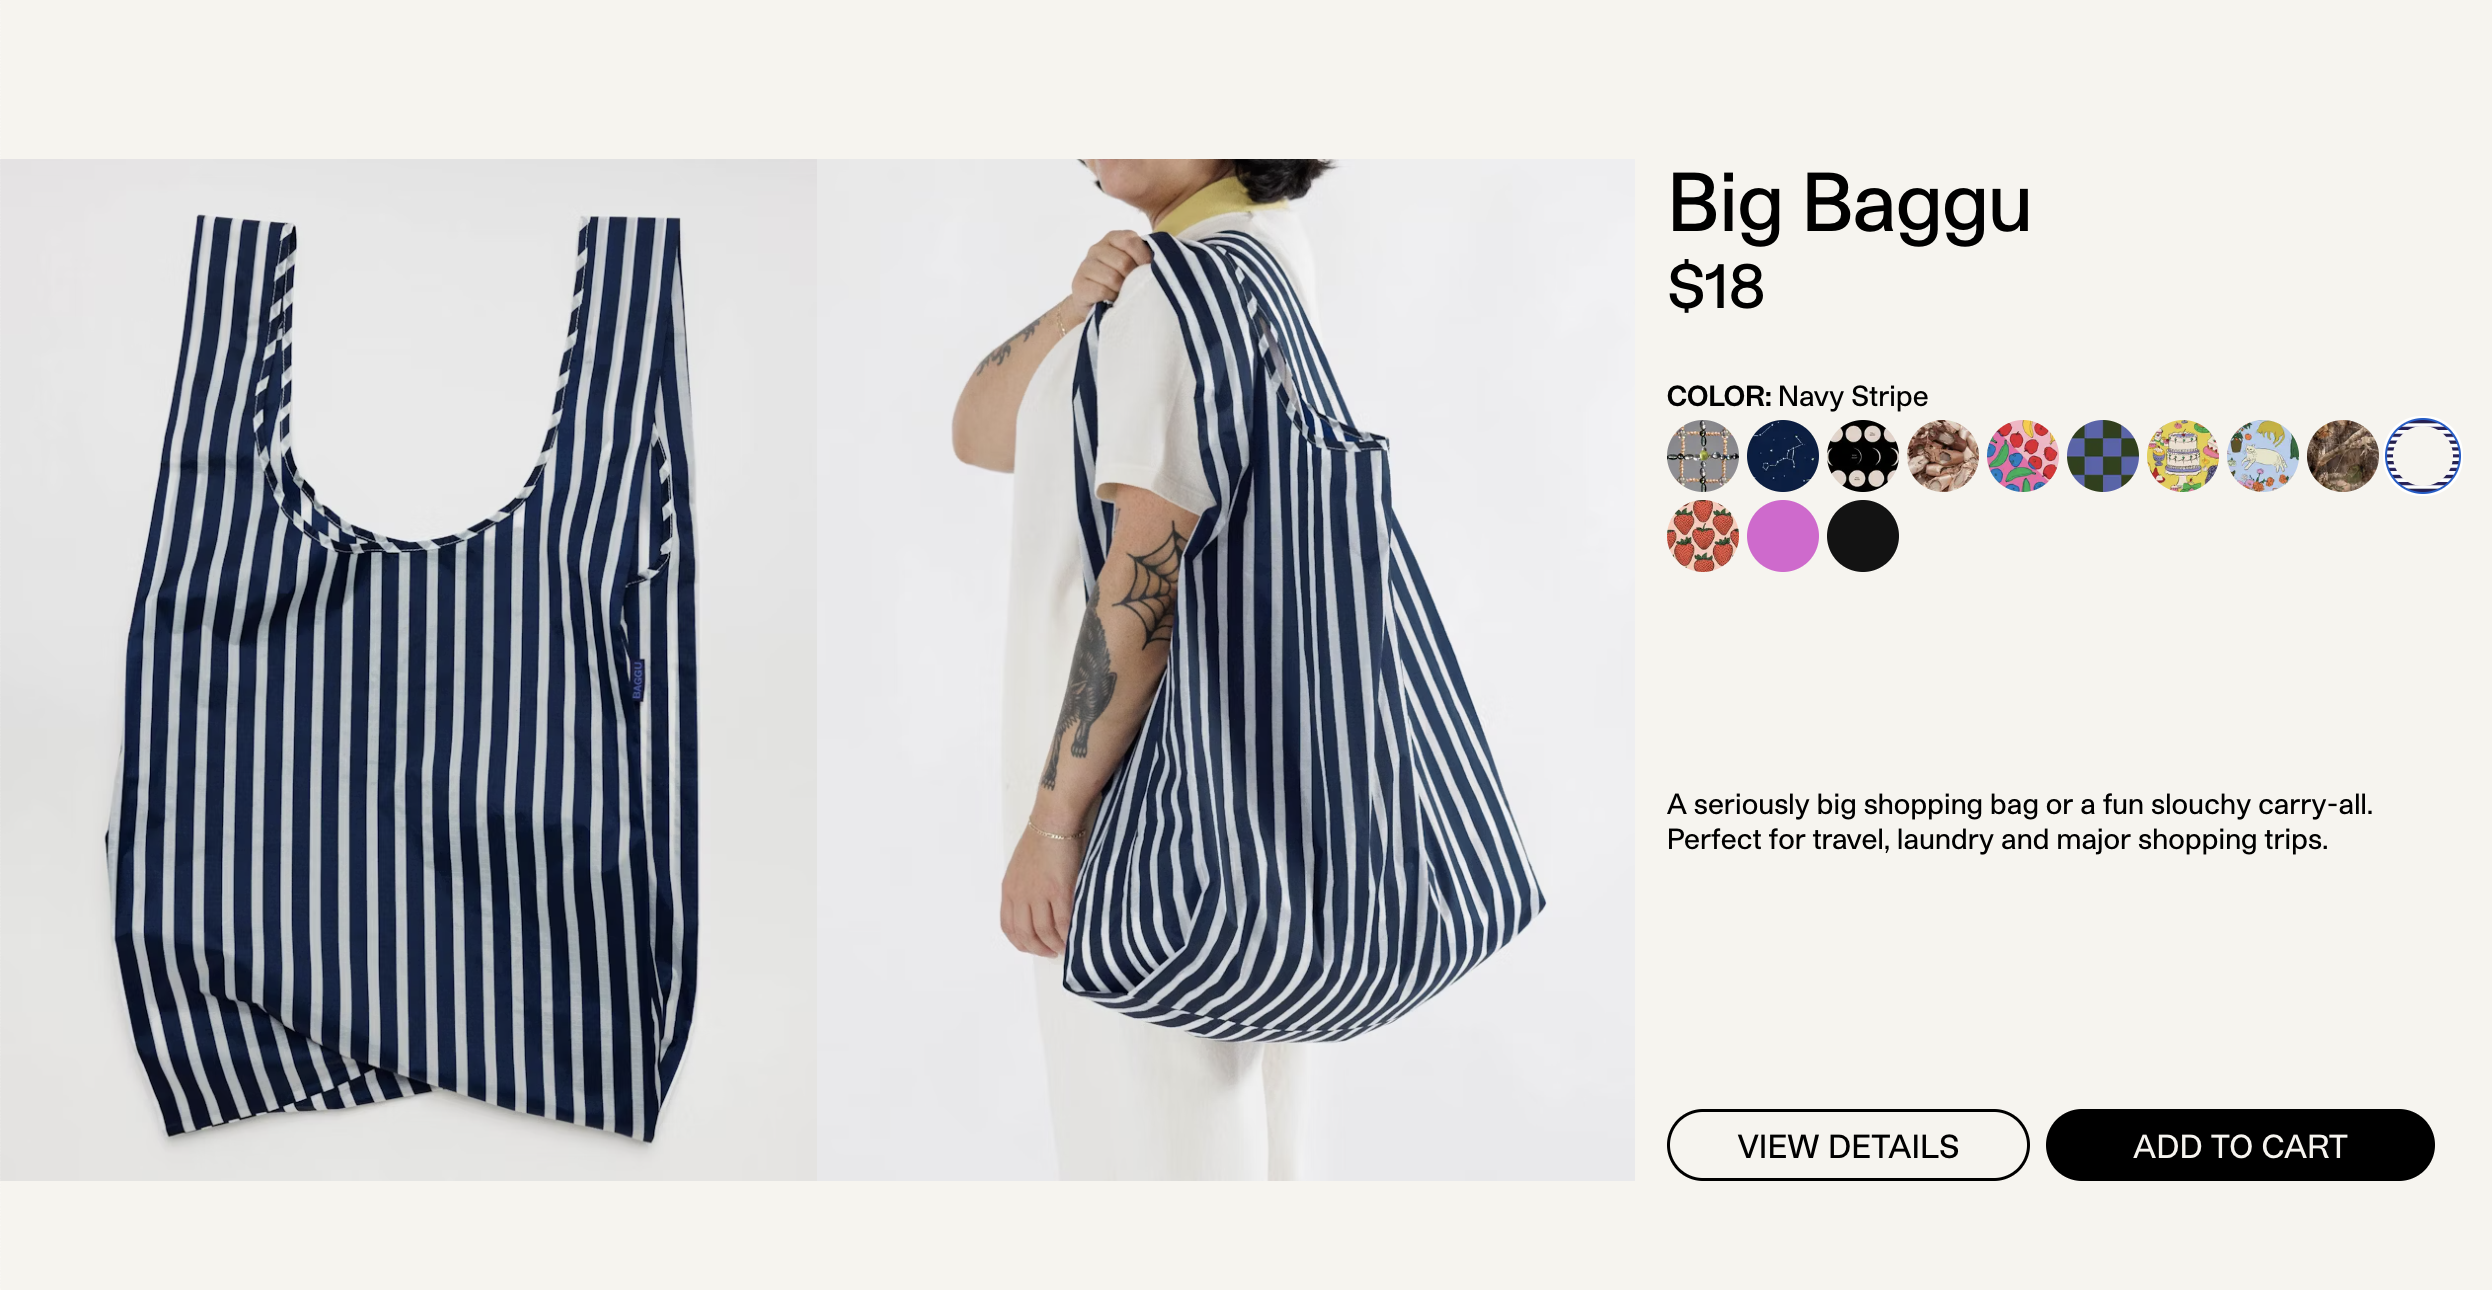 Big Baggu
$18
COLOR: Navy Stripe
A seriously big shopping bag or a fun slouchy carry-all.
Perfect for travel, laundry and major shopping trips.
VIEW DETAILS
ADD TO CART
BAGGU